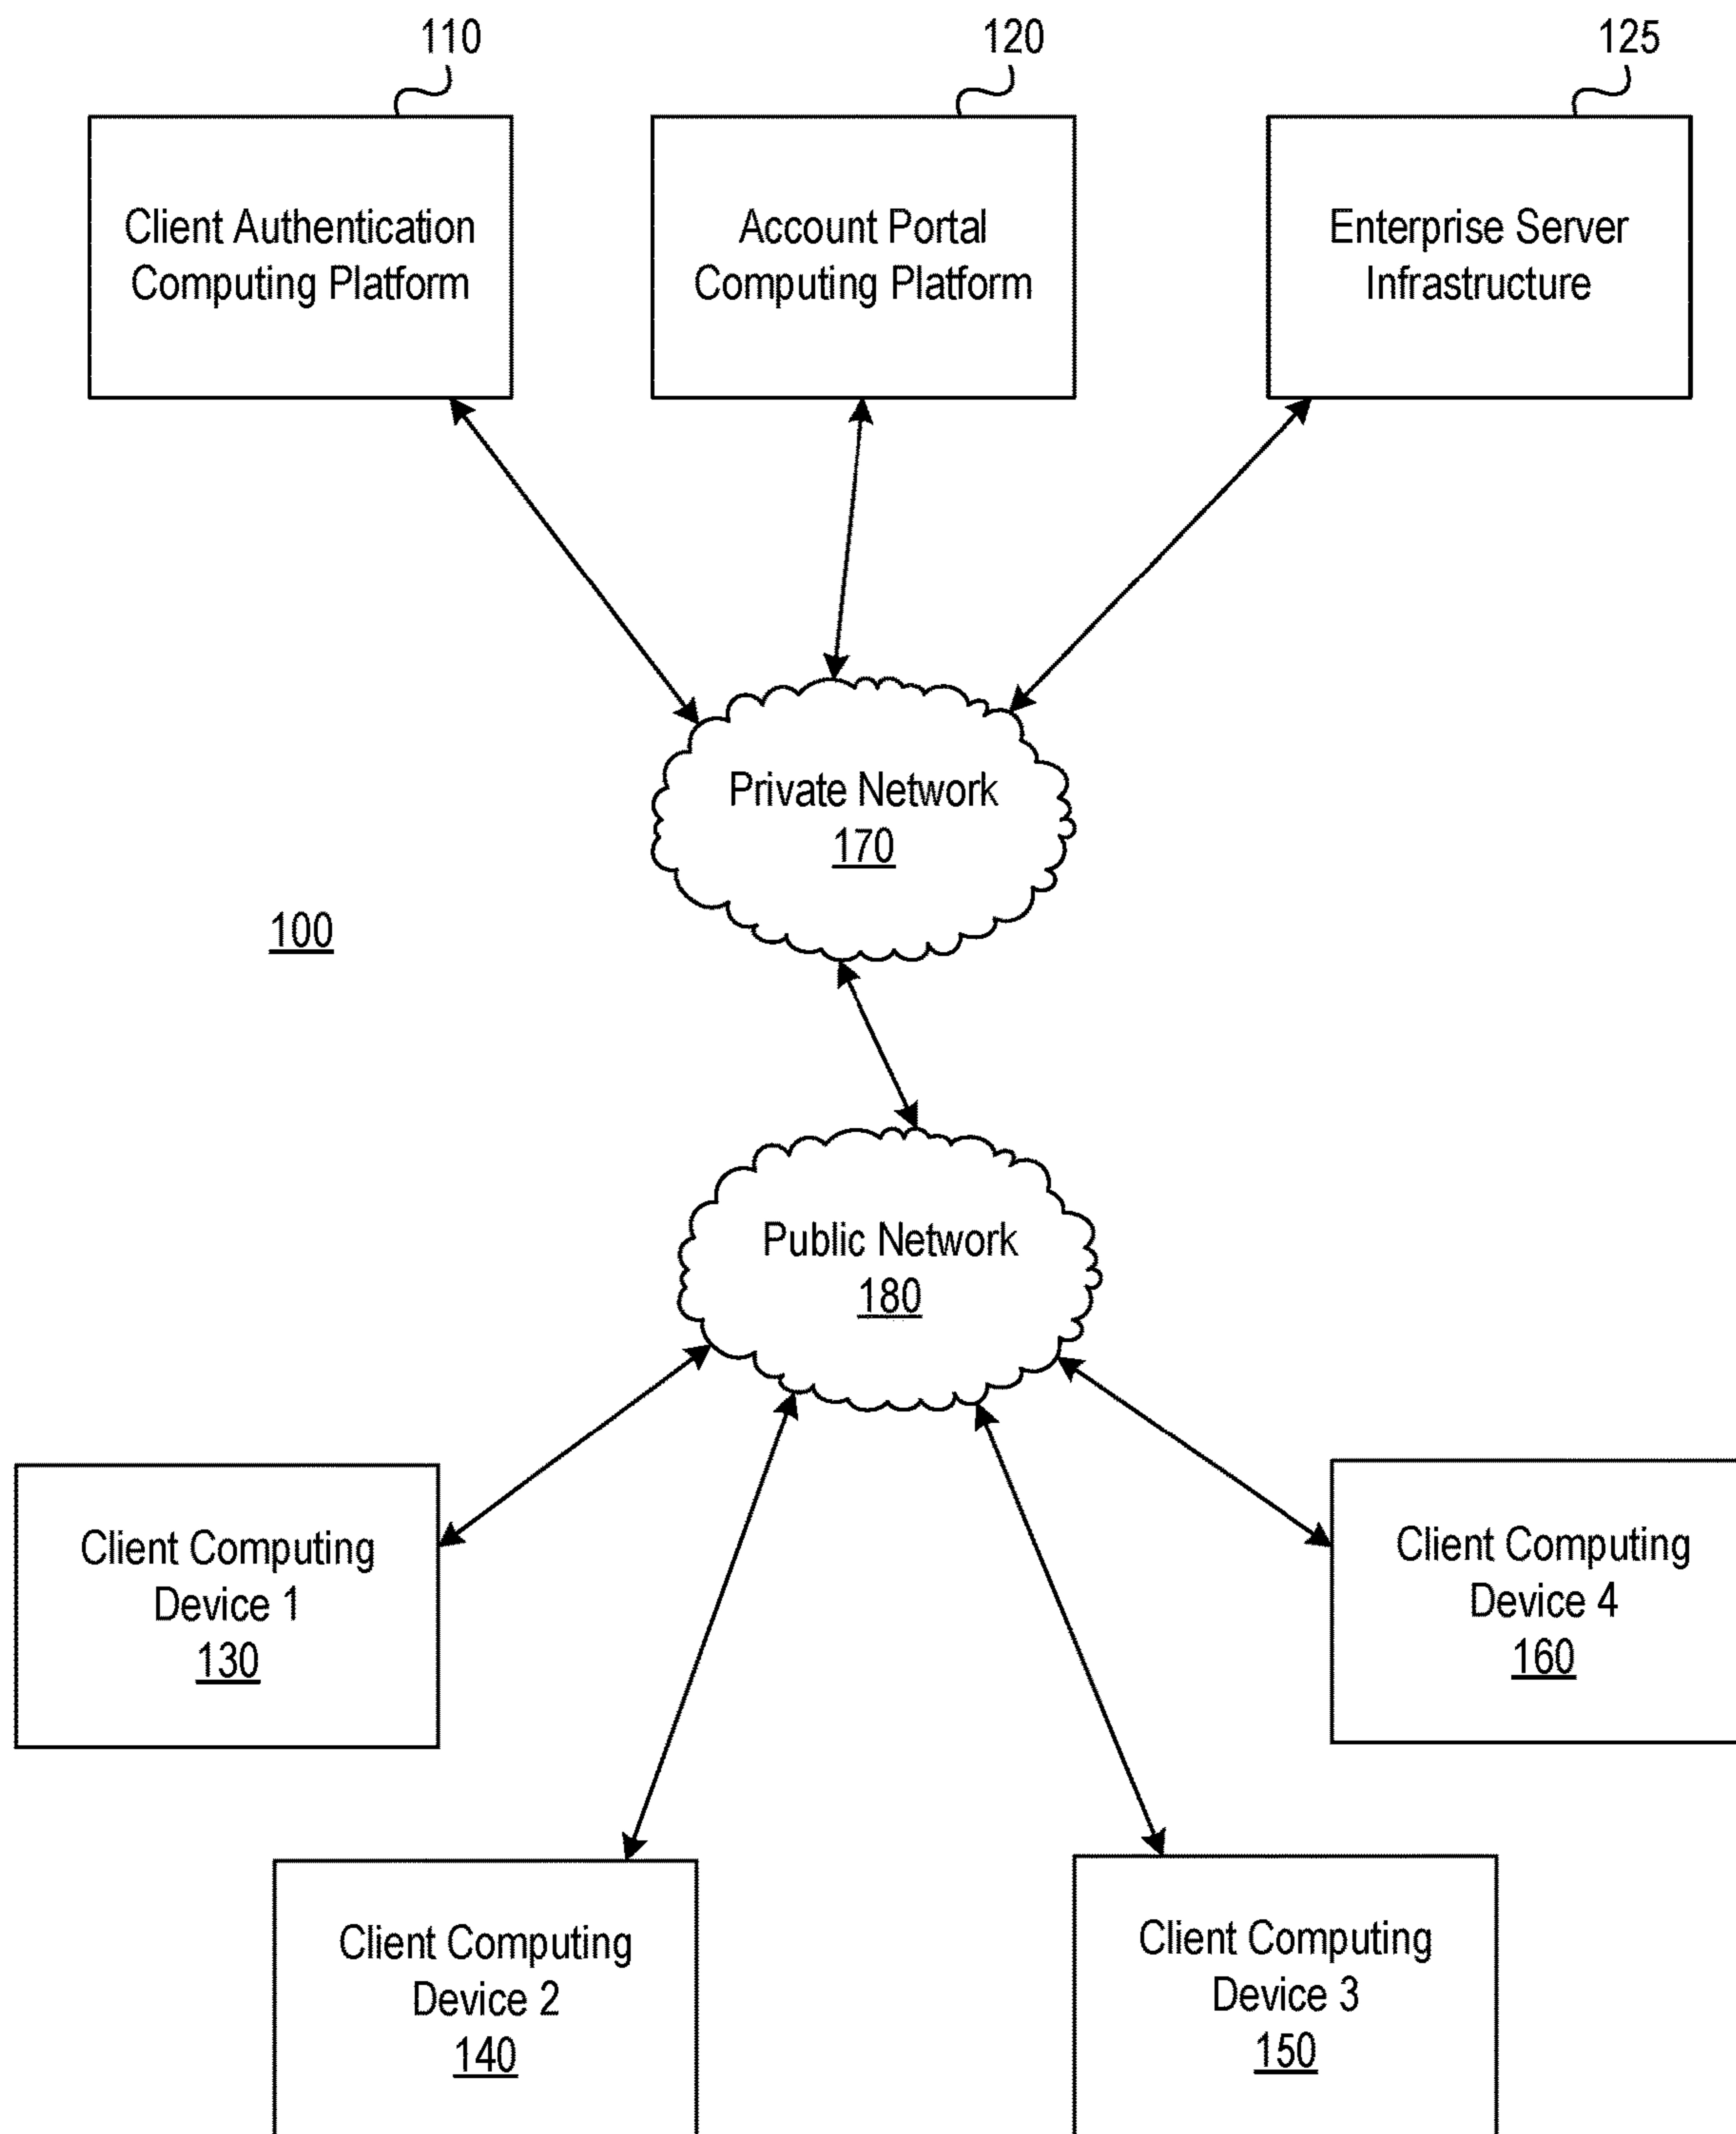 110
120
125
Client Authentication
Computing Platform
Account Portal
Computing Platform
Enterprise Server
Infrastructure
Private Network
170
100
Public Network
180
Client Computing
Device 1
130
Client Computing
Device 4
160
Client Computing
Device 2
140
Client Computing
Device 3
150